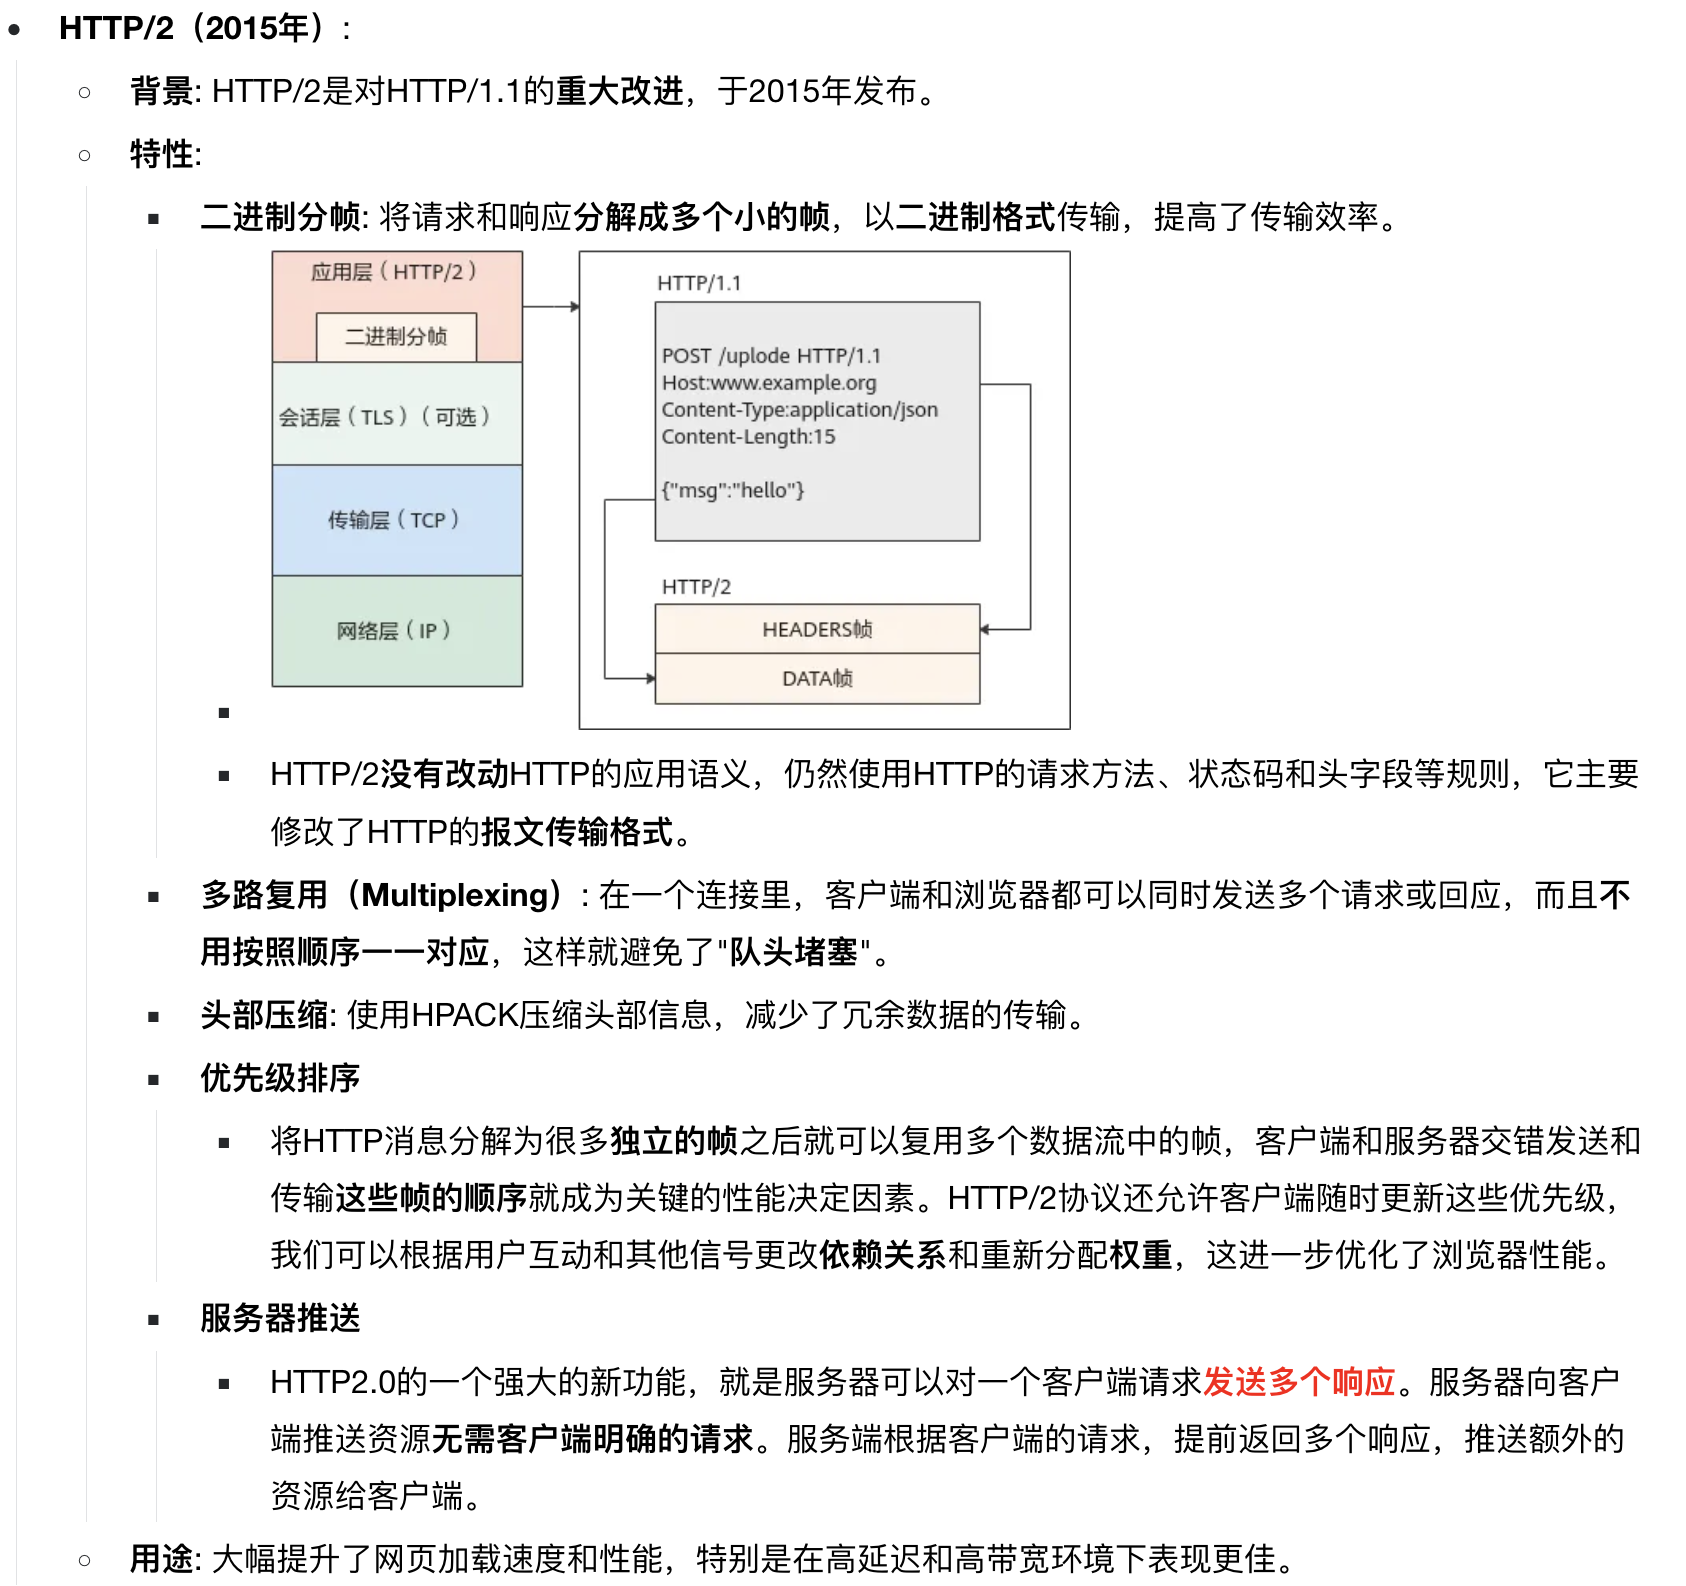 HTTP/2（2015年）:
背景: HTTP/2是对HTTP/1.1的重大改进，于2015年发布。
特性:
二进制分帧: 将请求和响应分解成多个小的帧，以二进制格式传输，提高了传输效率。
应用层（HTTP/2）
二进制分帧
会话层（TLS）（可选）
传输层（TCP）
网络层（IP）
HTTP/1.1
POST /uplode HTTP/1.1
Host:www.example.org
Content-Type:application/json
Content-Length:15
{"msg":"hello"}
HTTP/2
HEADERS帧
DATA帧
HTTP/2没有改动HTTP的应用语义，仍然使用HTTP的请求方法、状态码和头字段等规则，它主要
修改了HTTP的报文传输格式。
多路复用（Multiplexing）: 在一个连接里，客户端和浏览器都可以同时发送多个请求或回应，而且不
用按照顺序一一对应，这样就避免了"队头堵塞"。
头部压缩: 使用HPACK压缩头部信息，减少了冗余数据的传输。
优先级排序
将HTTP消息分解为很多独立的帧之后就可以复用多个数据流中的帧，客户端和服务器交错发送和
传输这些帧的顺序就成为关键的性能决定因素。HTTP/2协议还允许客户端随时更新这些优先级，
我们可以根据用户互动和其他信号更改依赖关系和重新分配权重，这进一步优化了浏览器性能。
服务器推送
HTTP2.0的一个强大的新功能，就是服务器可以对一个客户端请求发送多个响应。服务器向客户
端推送资源无需客户端明确的请求。服务端根据客户端的请求，提前返回多个响应，推送额外的
资源给客户端。
用途: 大幅提升了网页加载速度和性能，特别是在高延迟和高带宽环境下表现更佳。